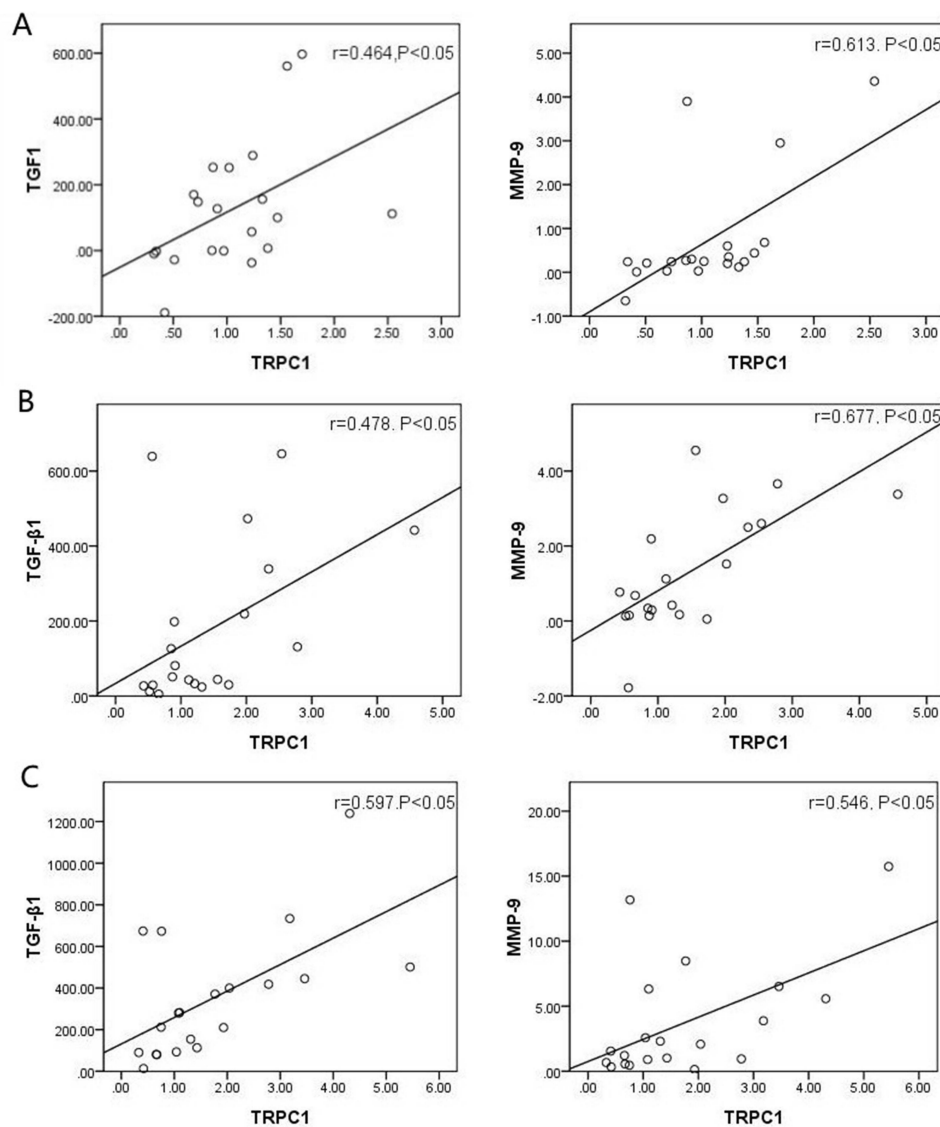 A
r=0.464,P<0.05
600.00
400.00
200.00
.00
-200.00
TGF1
.00 .50 1.00 1.50 2.00 2.50 3.00
TRPC1
r=0.613. P<0.05
5.00
4.00
3.00
2.00
1.00
.00
-1.00
MMP-9
.00 .50 1.00 1.50 2.00 2.50 3.00
TRPC1
B
r=0.478. P<0.05
600.00
400.00
200.00
.00
TGF-β1
.00 1.00 2.00 3.00 4.00 5.00
TRPC1
r=0.677, P<0.05
4.00
2.00
.00
-2.00
MMP-9
.00 1.00 2.00 3.00 4.00 5.00
TRPC1
C
r=0.597.P<0.05
1200.00
1000.00
800.00
600.00
400.00
200.00
.00
TGF-β1
.00 1.00 2.00 3.00 4.00 5.00 6.00
TRPC1
r=0.546, P<0.05
20.00
15.00
10.00
5.00
.00
MMP-9
.00 1.00 2.00 3.00 4.00 5.00 6.00
TRPC1